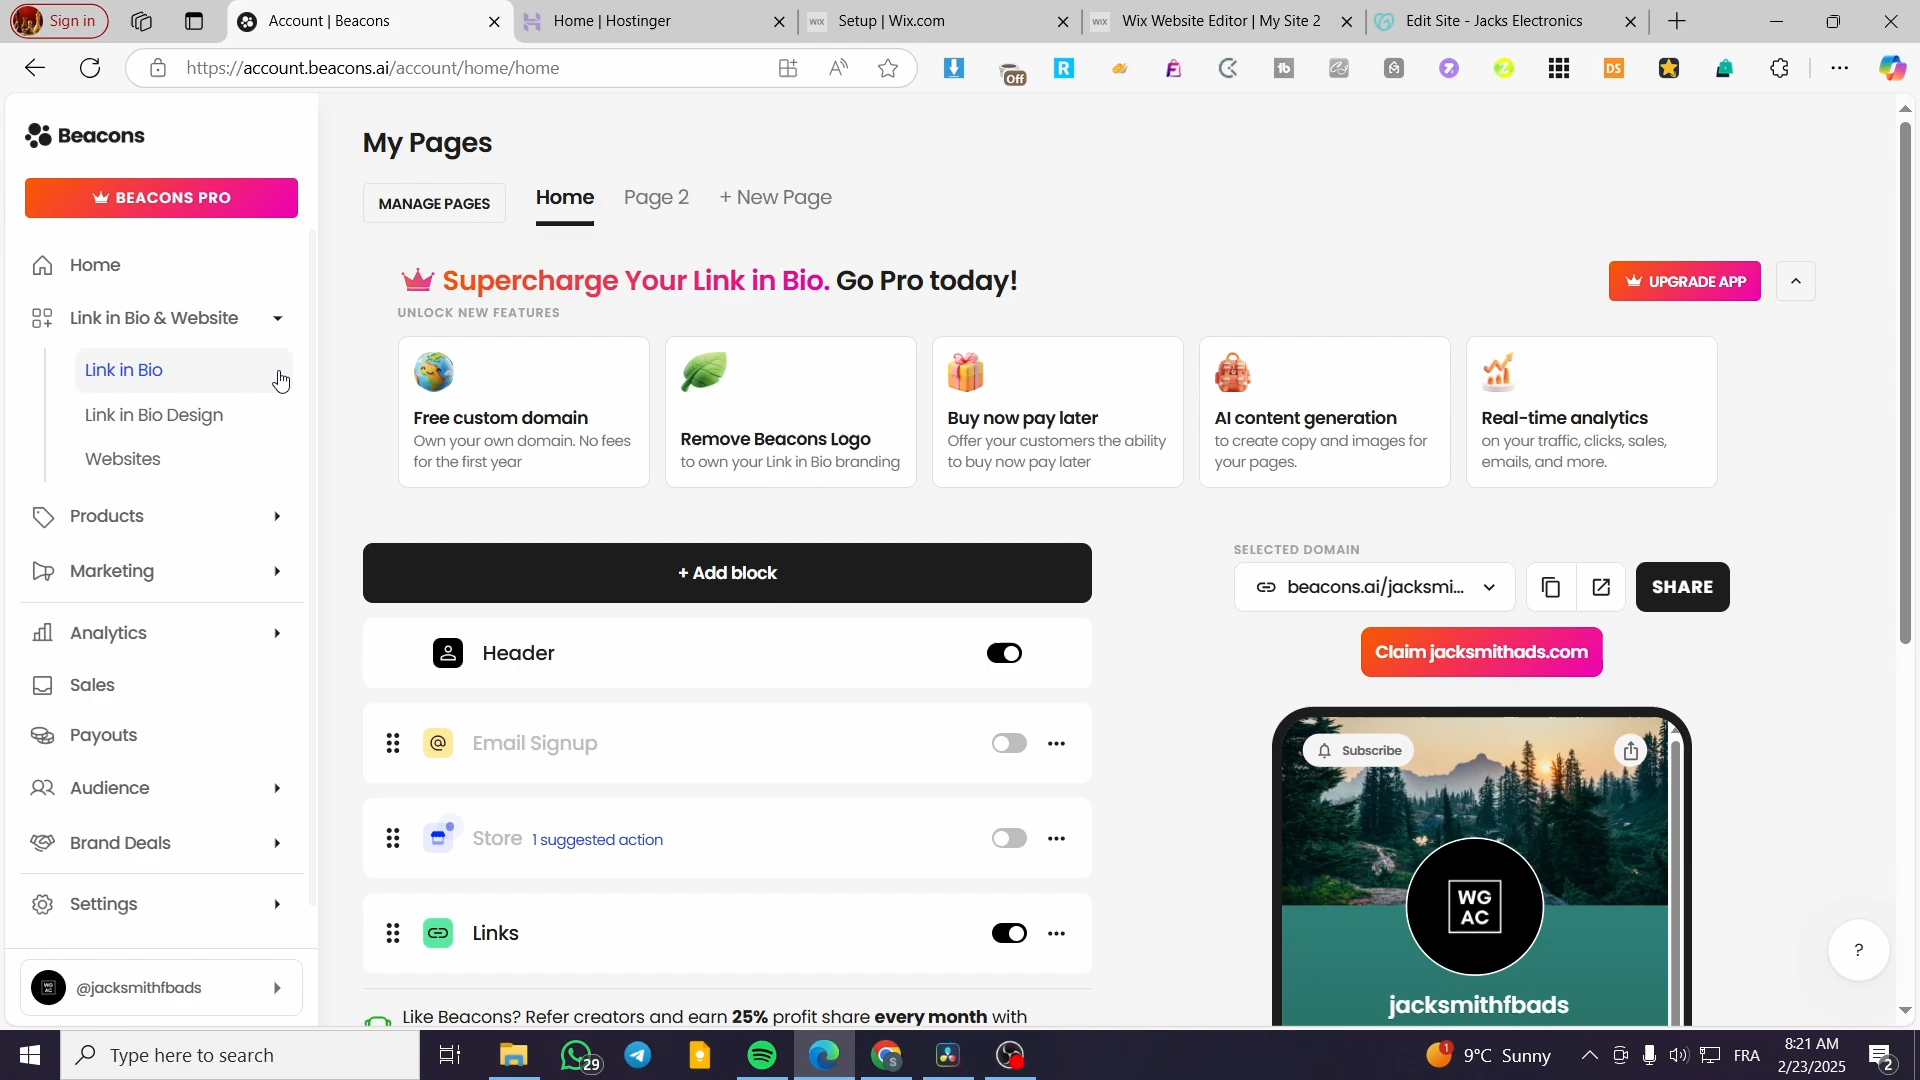 Sign in
Account | Beacons
Home | Hostinger
WIX Setup | Wix.com
WIX Wix Website Editor | My Site 2
Edit Site - Jacks Electronics
https://account.beacons.ai/account/home/home
Off
R
tb
DS
Beacons
BEACONS PRO
Home
Link in Bio & Website
Link in Bio
Link in Bio Design
Websites
Products
Marketing
Analytics
Sales
Payouts
Audience
Brand Deals
Settings
WG
AC
@jacksmithfbads
My Pages
MANAGE PAGES
Home
Page 2
+ New Page
Supercharge Your Link in Bio. Go Pro today!
UNLOCK NEW FEATURES
UPGRADE APP
Free custom domain
Own your own domain. No fees
for the first year
Remove Beacons Logo
to own your Link in Bio branding
Buy now pay later
Offer your customers the ability
to buy now pay later
AI content generation
to create copy and images for
your pages.
Real-time analytics
on your traffic, clicks, sales,
emails, and more.
+ Add block
Header
Email Signup
Store 1 suggested action
Links
Like Beacons? Refer creators and earn 25% profit share every month with
SELECTED DOMAIN
beacons.ai/jacksmi...
SHARE
Claim jacksmithads.com
Subscribe
WG
AC
jacksmithfbads
?
Type here to search
29
S
1
9°C Sunny
FRA
8:21 AM
2/23/2025
2